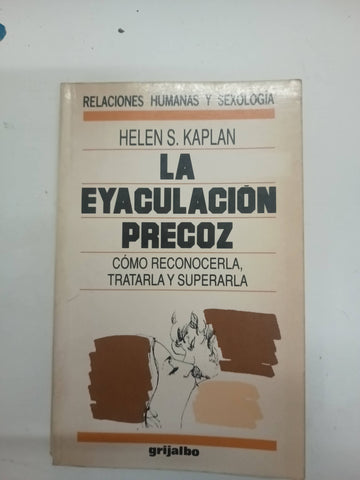 RELACIONES HUMANAS Y SEXOLOGÍA
HELEN S. KAPLAN
LA
EYACULACIÓN
PRECOZ
CÓMO RECONOCERLA,
TRATARLA Y SUPERARLA
grijalbo